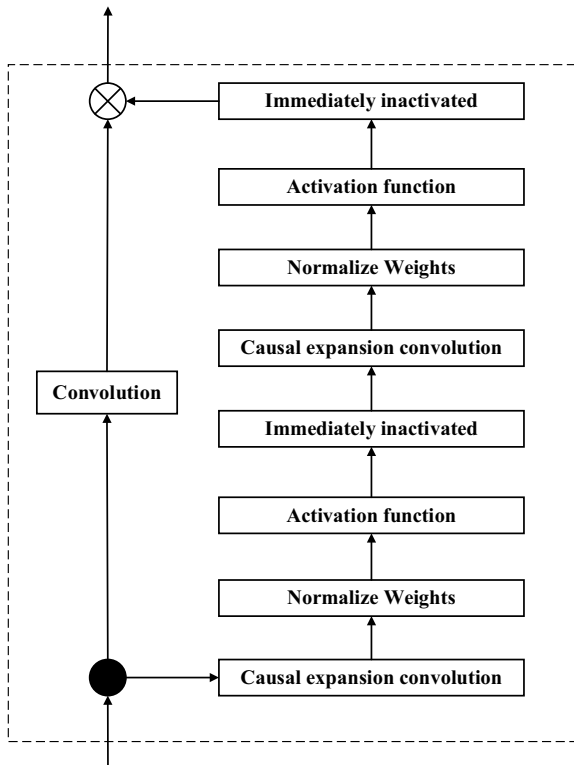 Immediately inactivated
Activation function
Normalize Weights
Causal expansion convolution
Convolution
Immediately inactivated
Activation function
Normalize Weights
Causal expansion convolution